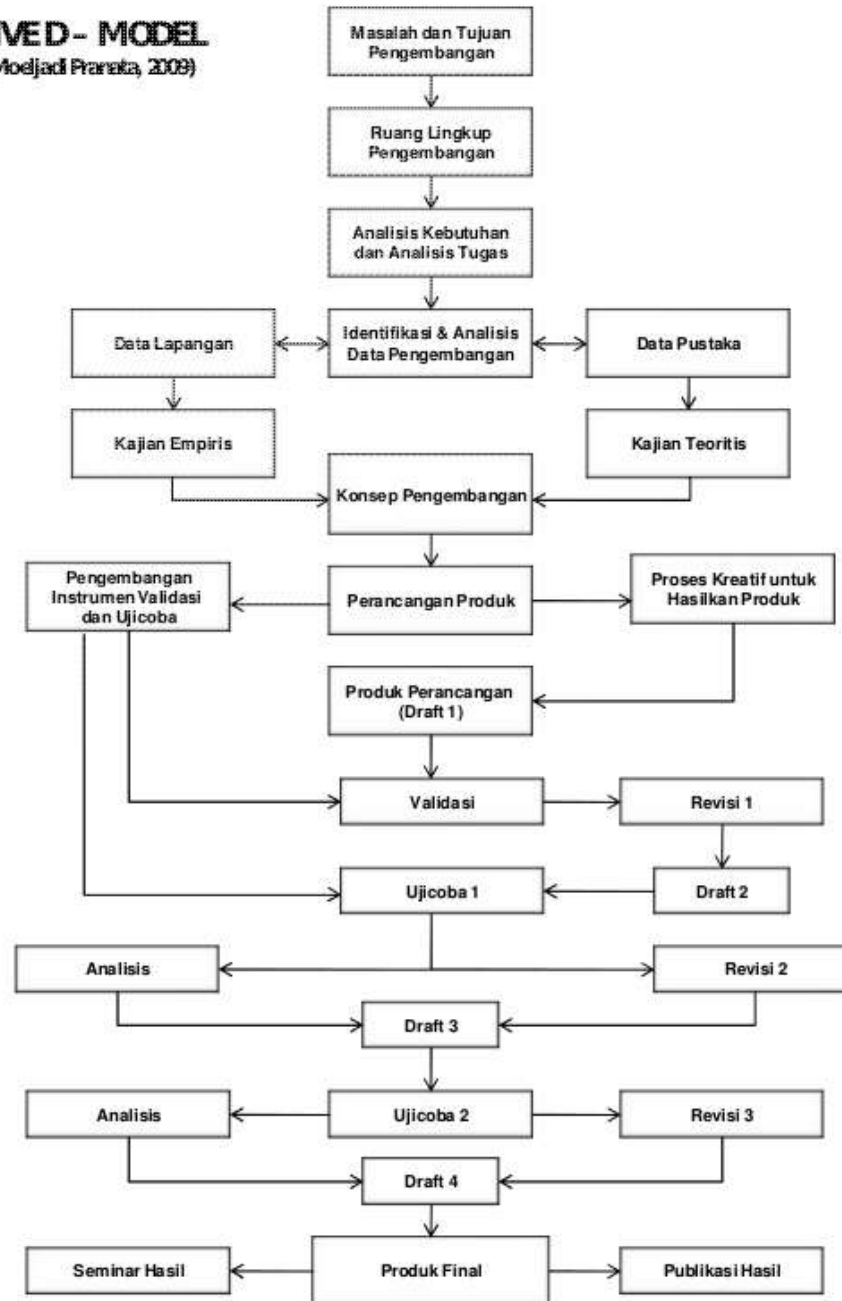 MODEL
Pranata, 2009)
Masalah dan Tujuan
Pengembangan
Ruang Lingkup
Pengembangan
Analisis Kebutuhan
dan Analisis Tugas
Data Lapangan
Identifikasi & Analisis
Data Pengembangan
Data Pustaka
Kajian Empiris
Kajian Teoritis
Konsep Pengembangan
Pengembangan
Instrumen Validasi
dan Ujicoba
Perancangan Produk
Proses Kreatif untuk
Hasilkan Produk
Produk Perancangan
(Draft 1)
Validasi
Revisi 1
Ujicoba 1
Draft 2
Analisis
Revisi 2
Draft 3
Analisis
Ujicoba 2
Revisi 3
Draft 4
Seminar Hasil
Produk Final
Publikasi Hasil